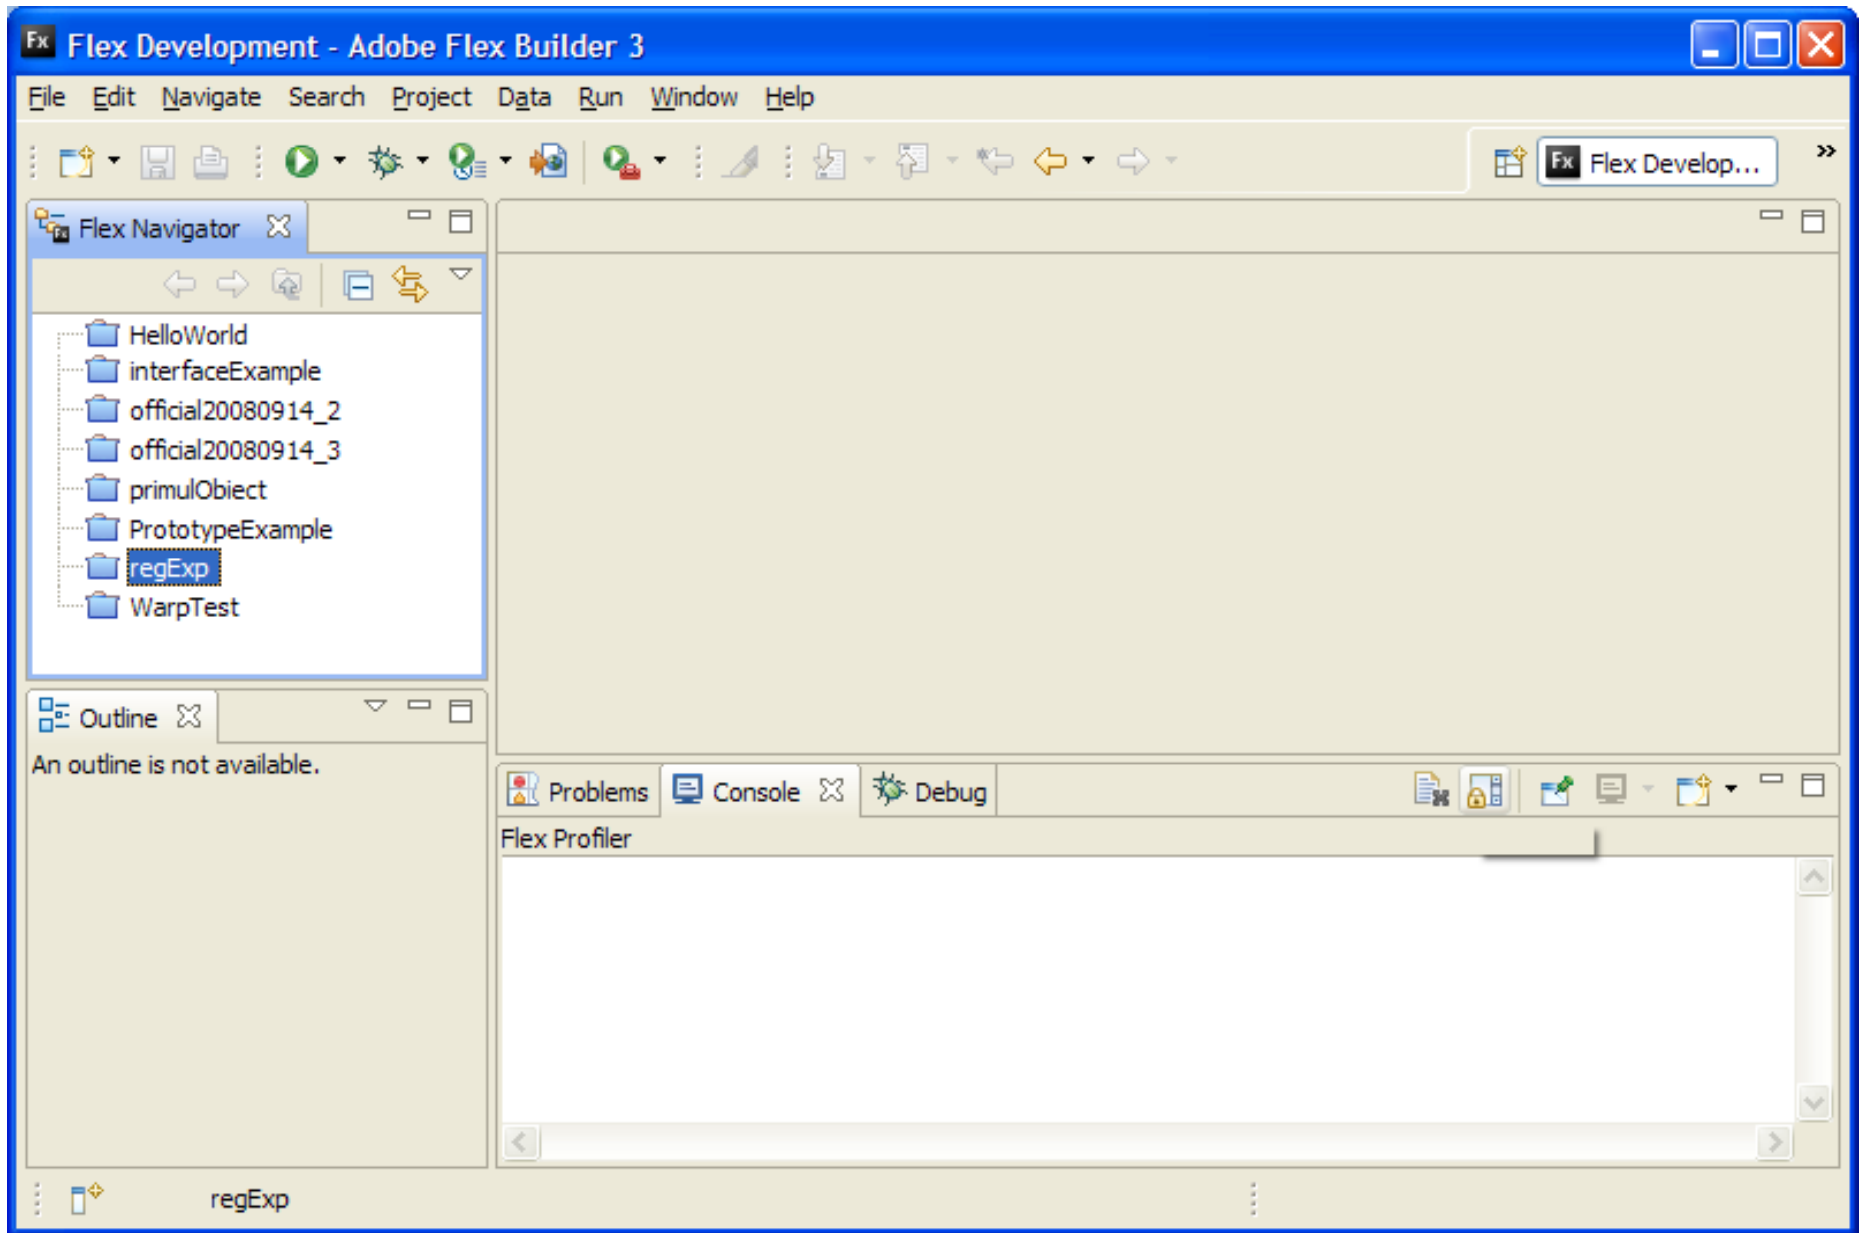 Fx Flex Development - Adobe Flex Builder 3
File Edit Navigate Search Project Data Run Window Help
Fx Flex Develop... »
Flex Navigator
HelloWorld
interfaceExample
official20080914_2
official20080914_3
primulObiect
PrototypeExample
regExp
WarpTest
Outline
An outline is not available.
Problems Console Debug
Flex Profiler
regExp